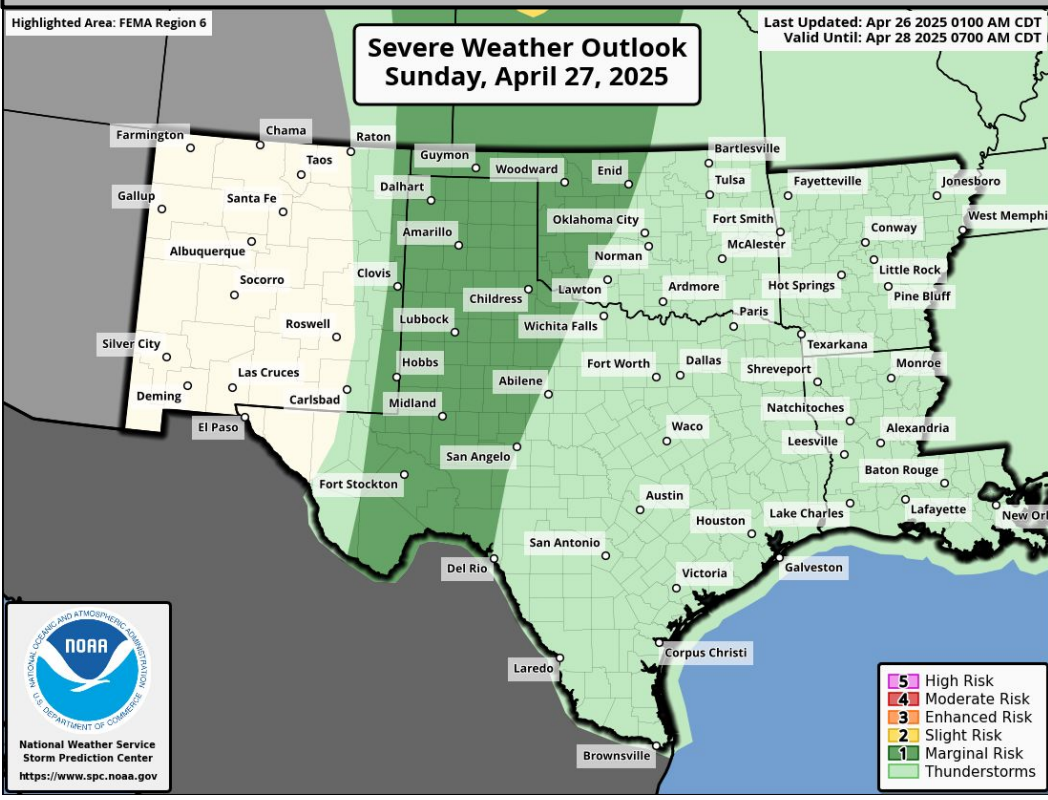 Highlighted Area: FEMA Region 6
Severe Weather Outlook
Sunday, April 27, 2025
Last Updated: Apr 26 2025 0100 AM CDT
Valid Until: Apr 28 2025 0700 AM CDT
Farmington
Chama
Raton
Taos
Guymon
Woodward
Enid
Bartlesville
Tulsa
Fayetteville
Jonesboro
Gallup
Santa Fe
Dalhart
Albuquerque
Amarillo
Oklahoma City
Fort Smith
West Memphi
Norman
McAlester
Conway
Socorro
Clovis
Childress
Lawton
Ardmore
Hot Springs
Little Rock
Pine Bluff
Roswell
Lubbock
Wichita Falls
Paris
Texarkana
Silver City
Las Cruces
Hobbs
Fort Worth
Dallas
Shreveport
Monroe
Deming
Carlsbad
Midland
Abilene
Natchitoches
El Paso
San Angelo
Waco
Leesville
Alexandria
Fort Stockton
Baton Rouge
Austin
Houston
Lake Charles
Lafayette
New Orl
San Antonio
Del Rio
Victoria
Galveston
Laredo
Corpus Christi
Brownsville
NATIONAL OCEANIC AND ATMOSPHERIC ADMINISTRATION
NOAA
U.S. DEPARTMENT OF COMMERCE
National Weather Service
Storm Prediction Center
https://www.spc.noaa.gov
5 High Risk
4 Moderate Risk
3 Enhanced Risk
2 Slight Risk
1 Marginal Risk
Thunderstorms